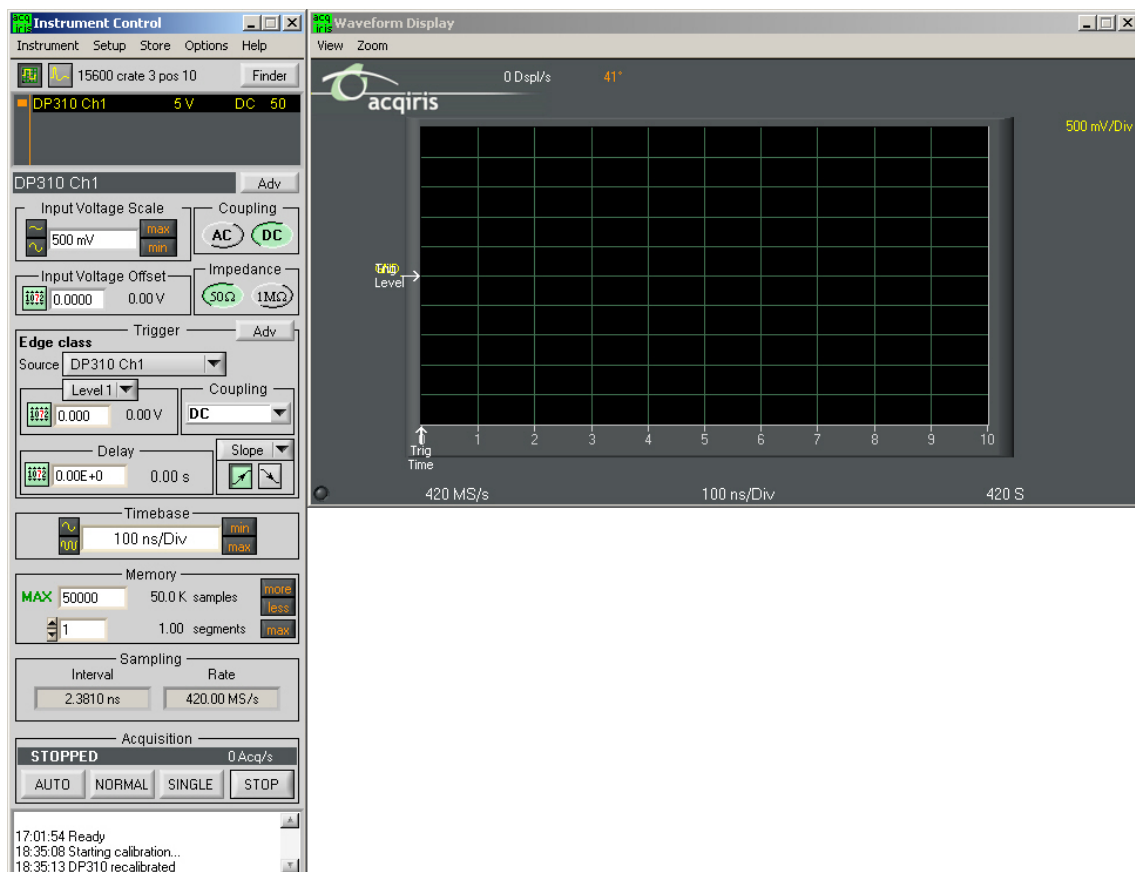 acq iris Instrument Control
Instrument Setup Store Options Help
15600 crate 3 pos 10 Finder
DP310 Ch1 5 V DC 50
DP310 Ch1 Adv
Input Voltage Scale
500 mV max min
Coupling
AC DC
Input Voltage Offset
0.0000 0.00 V
Impedance
50Ω 1MΩ
Trigger Adv
Edge class
Source DP310 Ch1
Level 1
0.000 0.00 V
Coupling
DC
Delay
0.00E+0 0.00 s
Slope
Timebase
100 ns/Div min max
Memory
MAX 50000 50.0 K samples more less
1 1.00 segments max
Sampling
Interval Rate
2.3810 ns 420.00 MS/s
Acquisition
STOPPED 0 Acq/s
AUTO NORMAL SINGLE STOP
17:01:54 Ready
18:35:08 Starting calibration...
18:35:13 DP310 recalibrated
acq iris Waveform Display
View Zoom
acqiris
0 Dspl/s 41°
500 mV/Div
Trig
Level
1 2 3 4 5 6 7 8 9 10
Trig
Time
420 MS/s 100 ns/Div 420 S